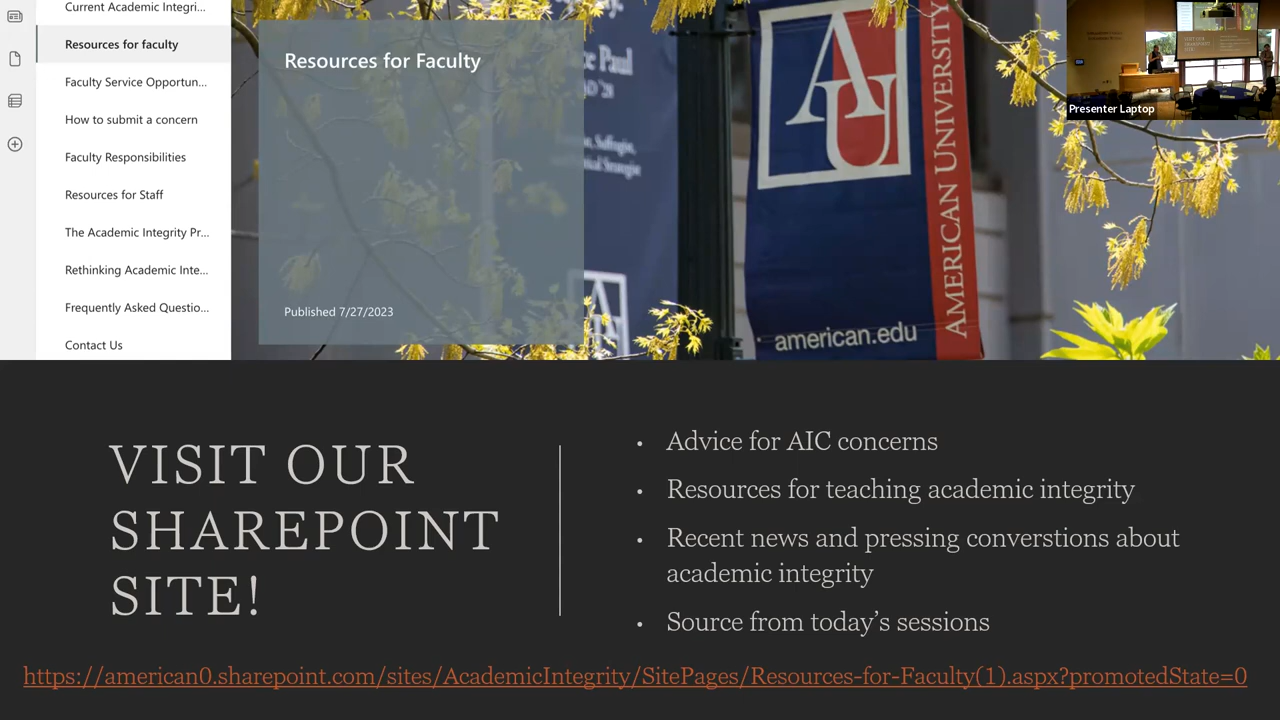 Current Academic Integri...
Resources for faculty
Faculty Service Opportun...
How to submit a concern
Faculty Responsibilities
Resources for Staff
The Academic Integrity Pr...
Rethinking Academic Inte...
Frequently Asked Questio...
Contact Us
Resources for Faculty
Published 7/27/2023
Paul
AU
AMERICAN UNIVERSITY
american.edu
Presenter Laptop
VISIT OUR
SHAREPOINT
SITE!
• Advice for AIC concerns
• Resources for teaching academic integrity
• Recent news and pressing converstions about
academic integrity
• Source from today's sessions
https://american0.sharepoint.com/sites/AcademicIntegrity/SitePages/Resources-for-Faculty(1).aspx?promotedState=0